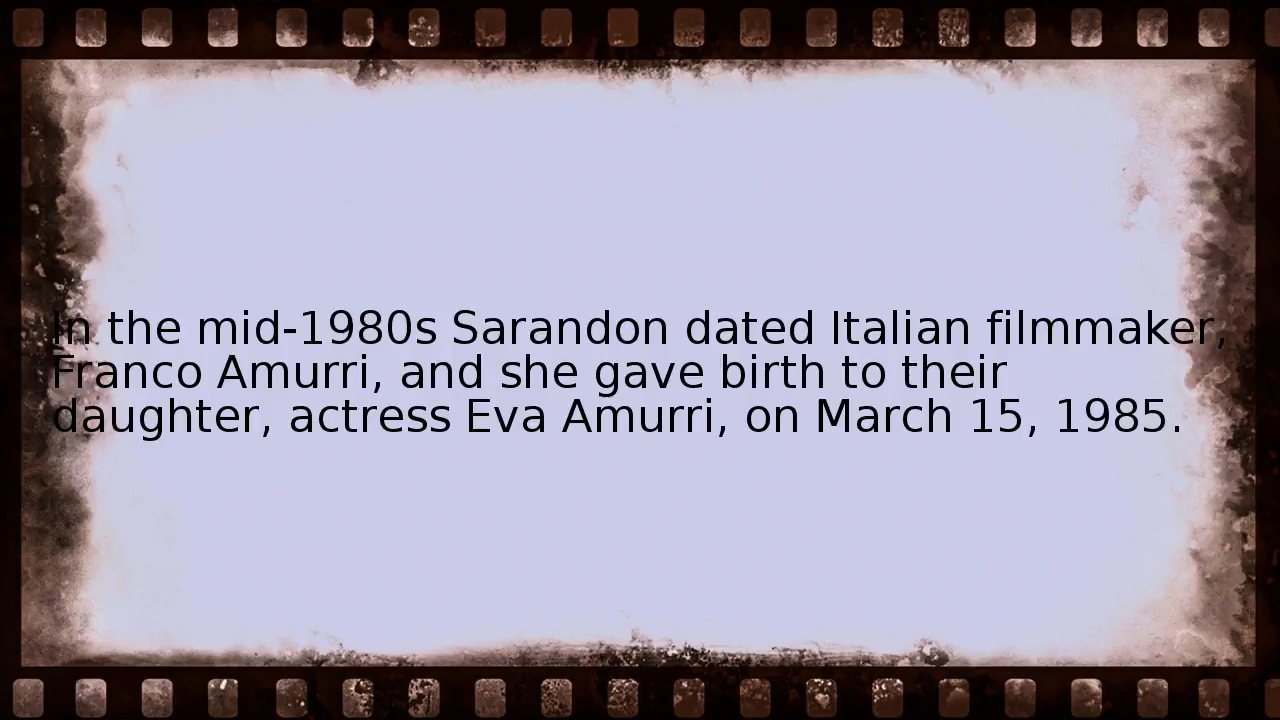 In the mid-1980s Sarandon dated Italian filmmaker,
Franco Amurri, and she gave birth to their
daughter, actress Eva Amurri, on March 15, 1985.